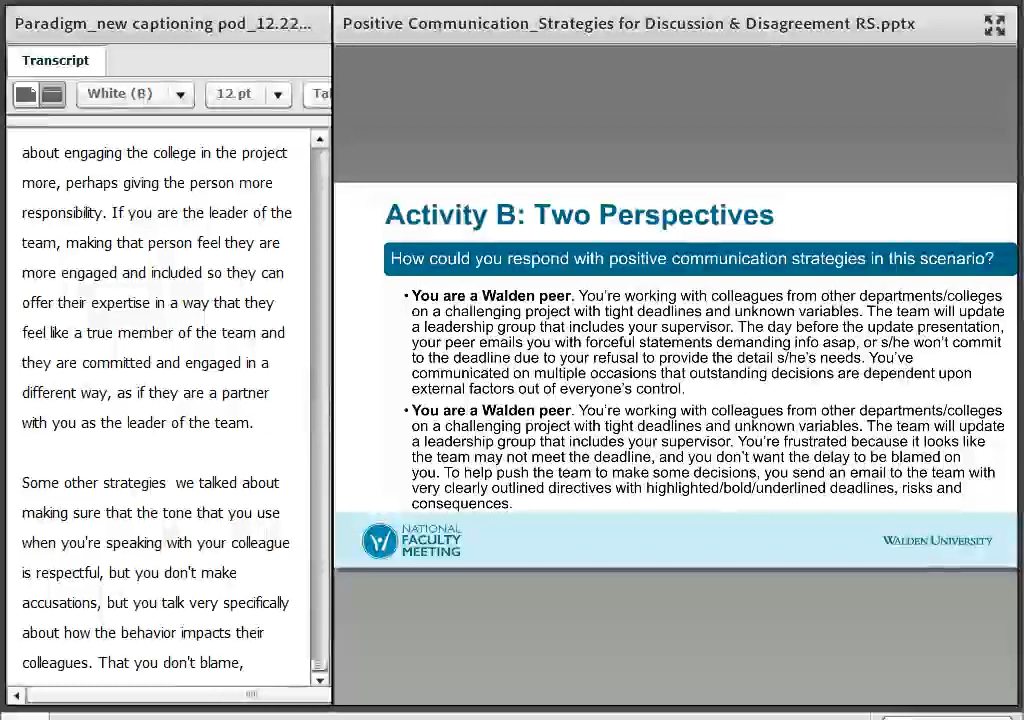 Paradigm_new captioning pod_12.22...
Transcript
White (B)
12 pt
Tal
about engaging the college in the project
more, perhaps giving the person more
responsibility. If you are the leader of the
team, making that person feel they are
more engaged and included so they can
offer their expertise in a way that they
feel like a true member of the team and
they are committed and engaged in a
different way, as if they are a partner
with you as the leader of the team.
Some other strategies  we talked about
making sure that the tone that you use
when you're speaking with your colleague
is respectful, but you don't make
accusations, but you talk very specifically
about how the behavior impacts their
colleagues. That you don't blame,
Positive Communication_Strategies for Discussion & Disagreement RS.pptx
Activity B: Two Perspectives
How could you respond with positive communication strategies in this scenario?
• You are a Walden peer. You're working with colleagues from other departments/colleges
on a challenging project with tight deadlines and unknown variables. The team will update
a leadership group that includes your supervisor. The day before the update presentation,
your peer emails you with forceful statements demanding info asap, or s/he won't commit
to the deadline due to your refusal to provide the detail s/he's needs. You've
communicated on multiple occasions that outstanding decisions are dependent upon
external factors out of everyone's control.
• You are a Walden peer. You're working with colleagues from other departments/colleges
on a challenging project with tight deadlines and unknown variables. The team will update
a leadership group that includes your supervisor. You're frustrated because it looks like
the team may not meet the deadline, and you don't want the delay to be blamed on
you. To help push the team to make some decisions, you send an email to the team with
very clearly outlined directives with highlighted/bold/underlined deadlines, risks and
consequences.
NATIONAL
FACULTY
MEETING
WALDEN UNIVERSITY